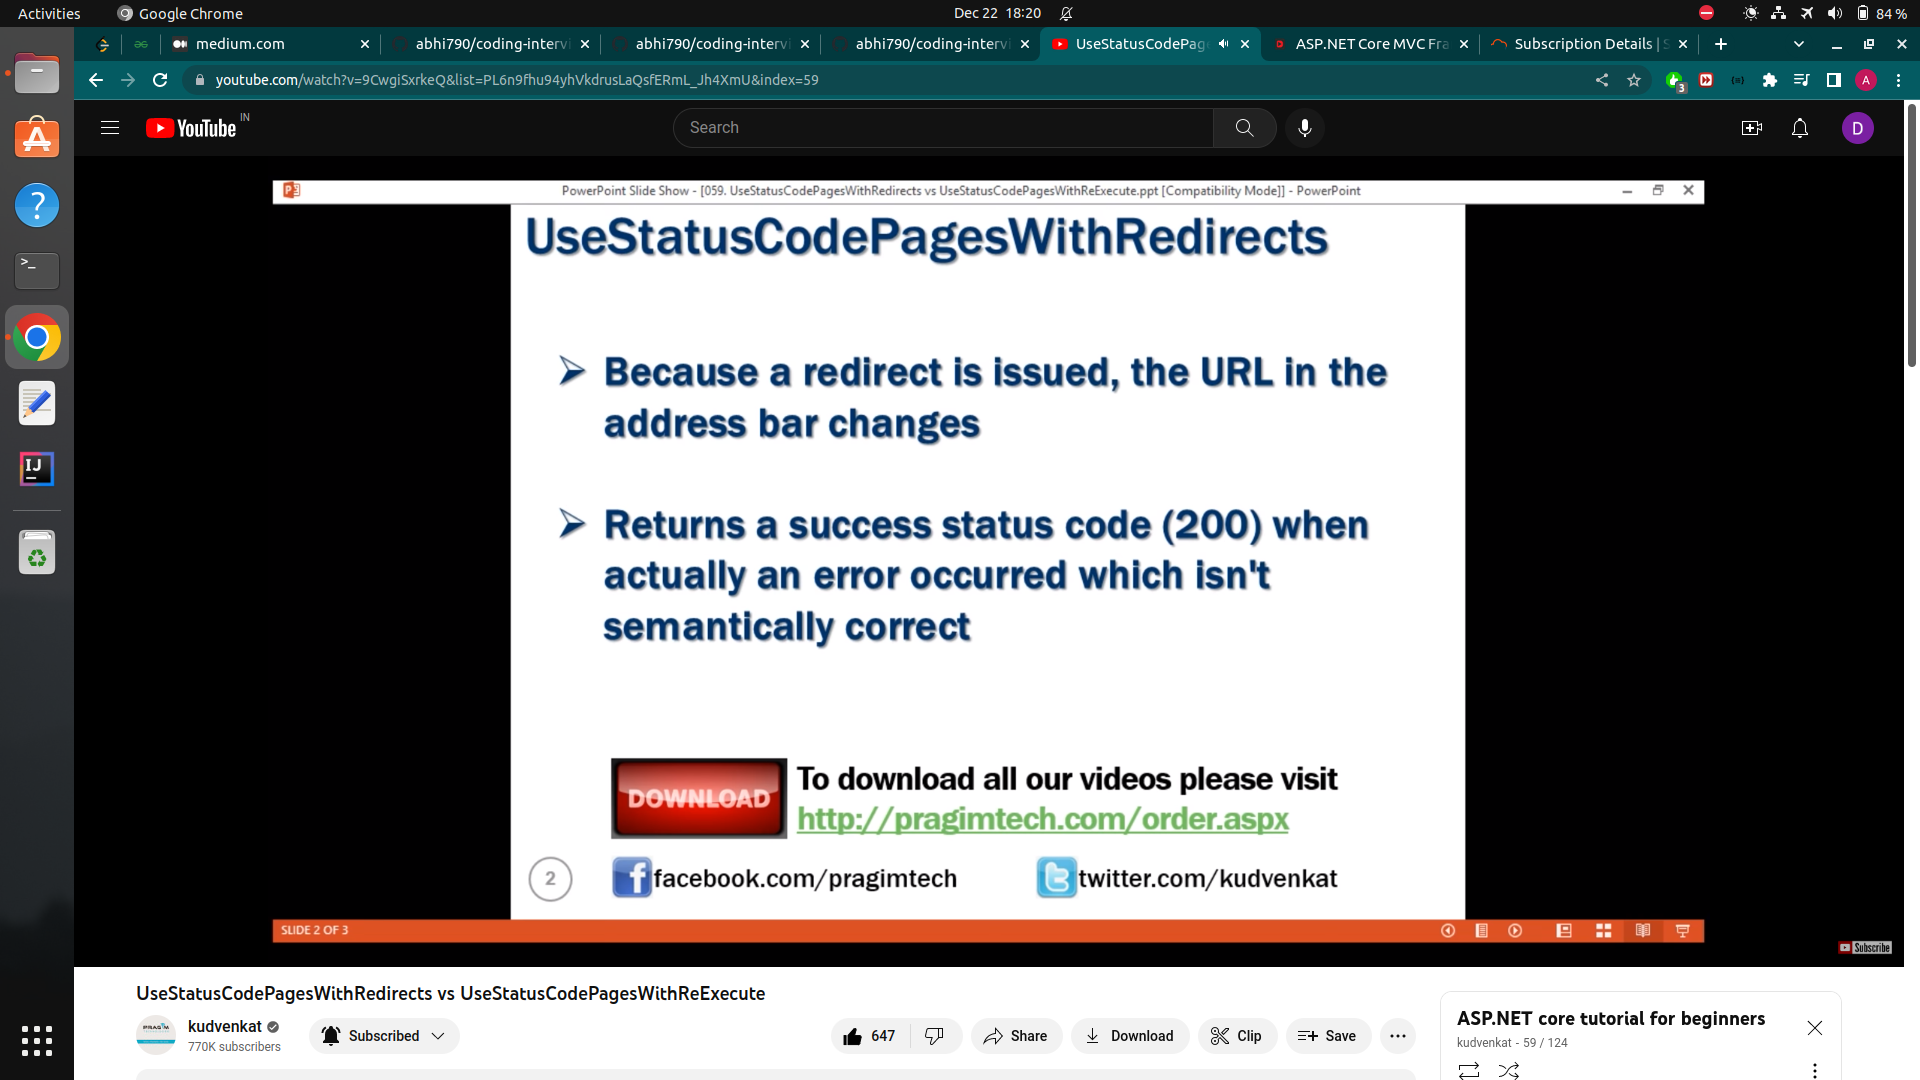 Activities
Google Chrome
Dec 22 18:20
84 %
medium.com
abhi790/coding-intervi
abhi790/coding-intervi
abhi790/coding-intervi
UseStatusCodePage
ASP.NET Core MVC Fra
Subscription Details | S
youtube.com/watch?v=9CwgiSxrkeQ&list=PL6n9fhu94yhVkdrusLaQsfERmL_Jh4XmU&index=59
3
A
YouTube
IN
Search
D
PowerPoint Slide Show - [059. UseStatusCodePagesWithRedirects vs UseStatusCodePagesWithReExecute.ppt [Compatibility Mode]] - PowerPoint
UseStatusCodePagesWithRedirects
Because a redirect is issued, the URL in the
address bar changes
Returns a success status code (200) when
actually an error occurred which isn't
semantically correct
DOWNLOAD
To download all our videos please visit
http://pragimtech.com/order.aspx
2
facebook.com/pragimtech
twitter.com/kudvenkat
SLIDE 2 OF 3
Subscribe
UseStatusCodePagesWithRedirects vs UseStatusCodePagesWithReExecute
PRAGIM
kudvenkat
770K subscribers
Subscribed
647
Share
Download
Clip
Save
ASP.NET core tutorial for beginners
kudvenkat - 59 / 124
IJ